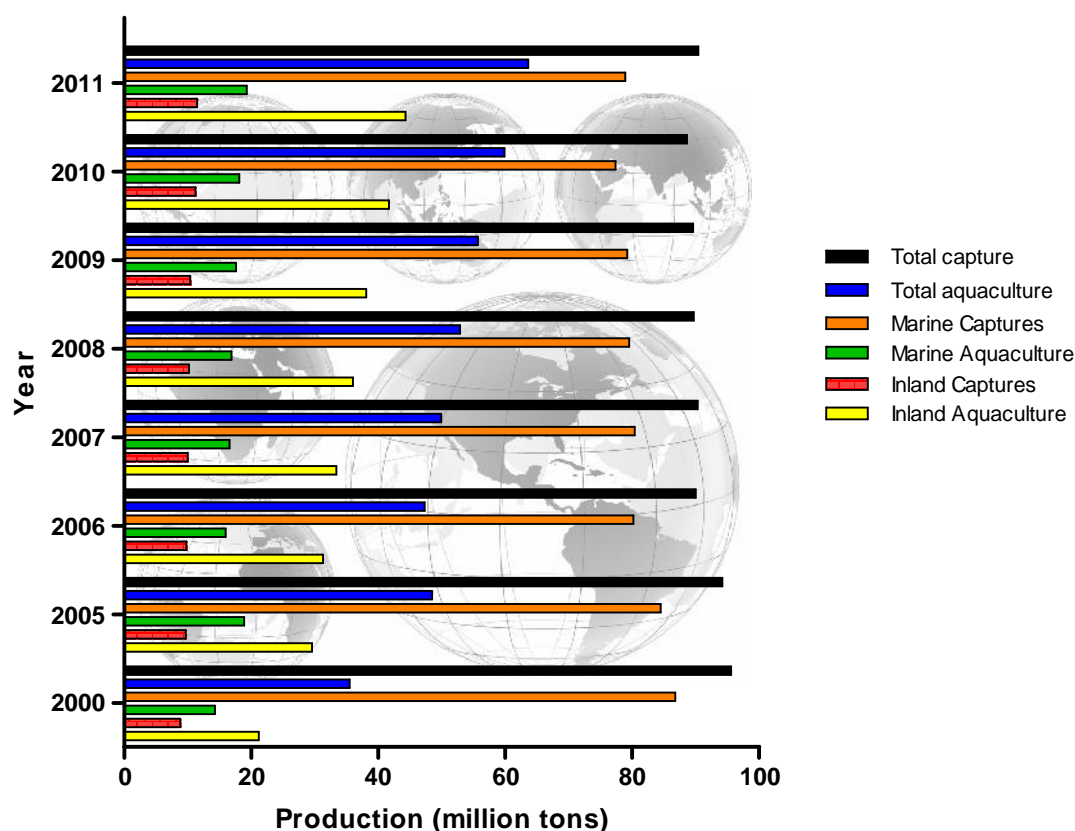 2011
2010
2009
2008
2007
2006
2005
2000
Year
0 20 40 60 80 100
Production (million tons)
Total capture
Total aquaculture
Marine Captures
Marine Aquaculture
Inland Captures
Inland Aquaculture